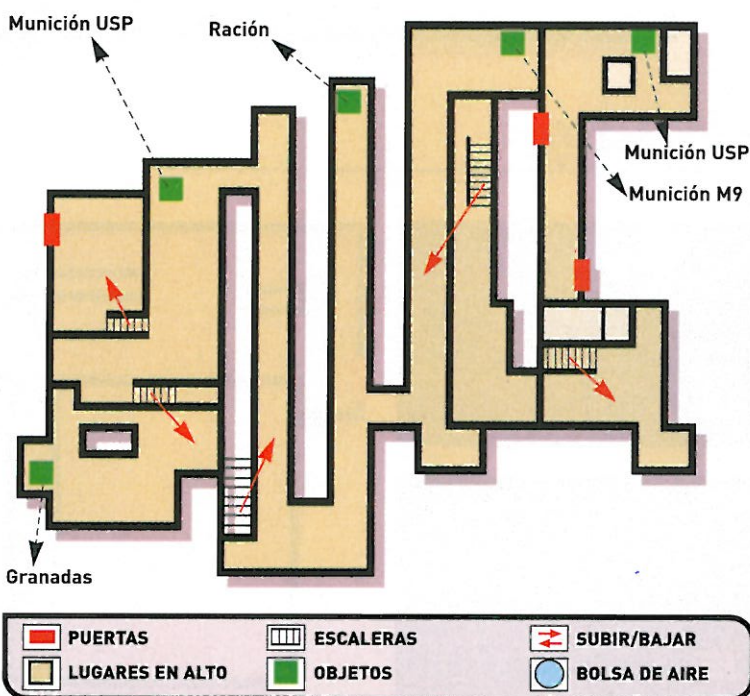 Munición USP
Ración
Munición USP
Munición M9
Granadas
PUERTAS
ESCALERAS
SUBIR/BAJAR
LUGARES EN ALTO
OBJETOS
BOLSA DE AIRE